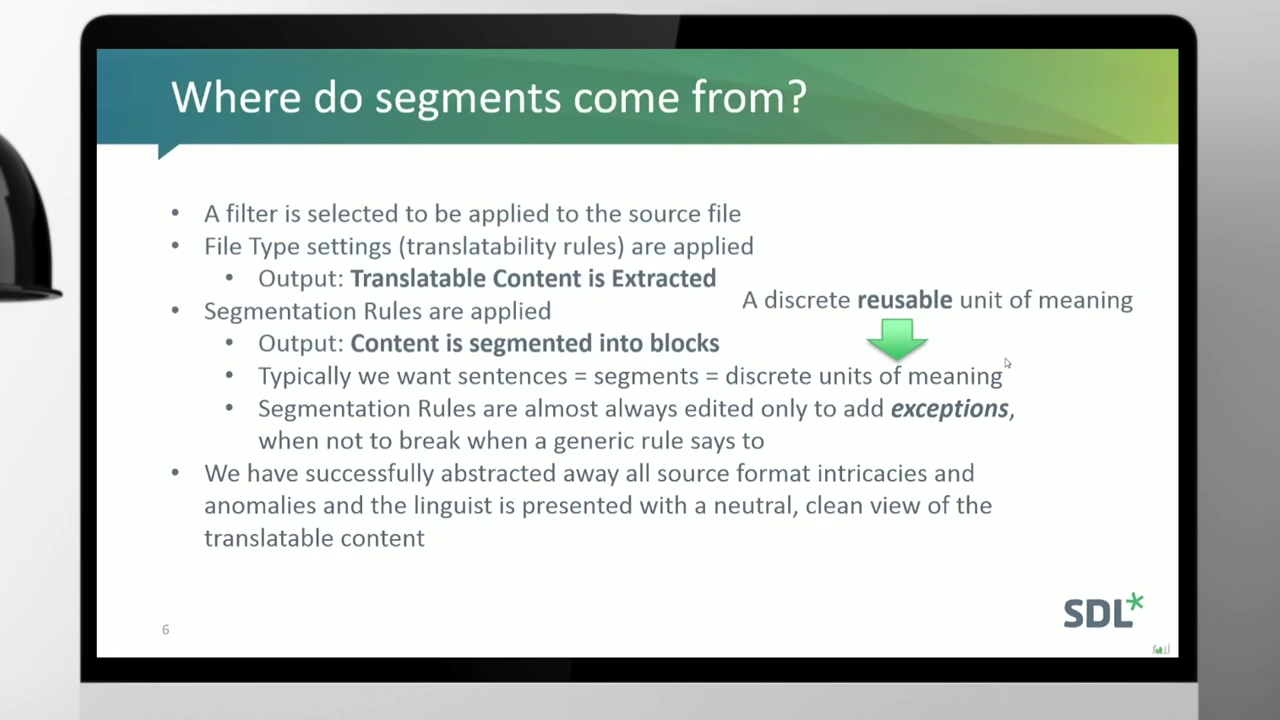 Where do segments come from?
• A filter is selected to be applied to the source file
• File Type settings (translatability rules) are applied
• Output: Translatable Content is Extracted
A discrete reusable unit of meaning
• Segmentation Rules are applied
• Output: Content is segmented into blocks
• Typically we want sentences = segments = discrete units of meaning
• Segmentation Rules are almost always edited only to add exceptions,
when not to break when a generic rule says to
• We have successfully abstracted away all source format intricacies and
anomalies and the linguist is presented with a neutral, clean view of the
translatable content
6
SDL*